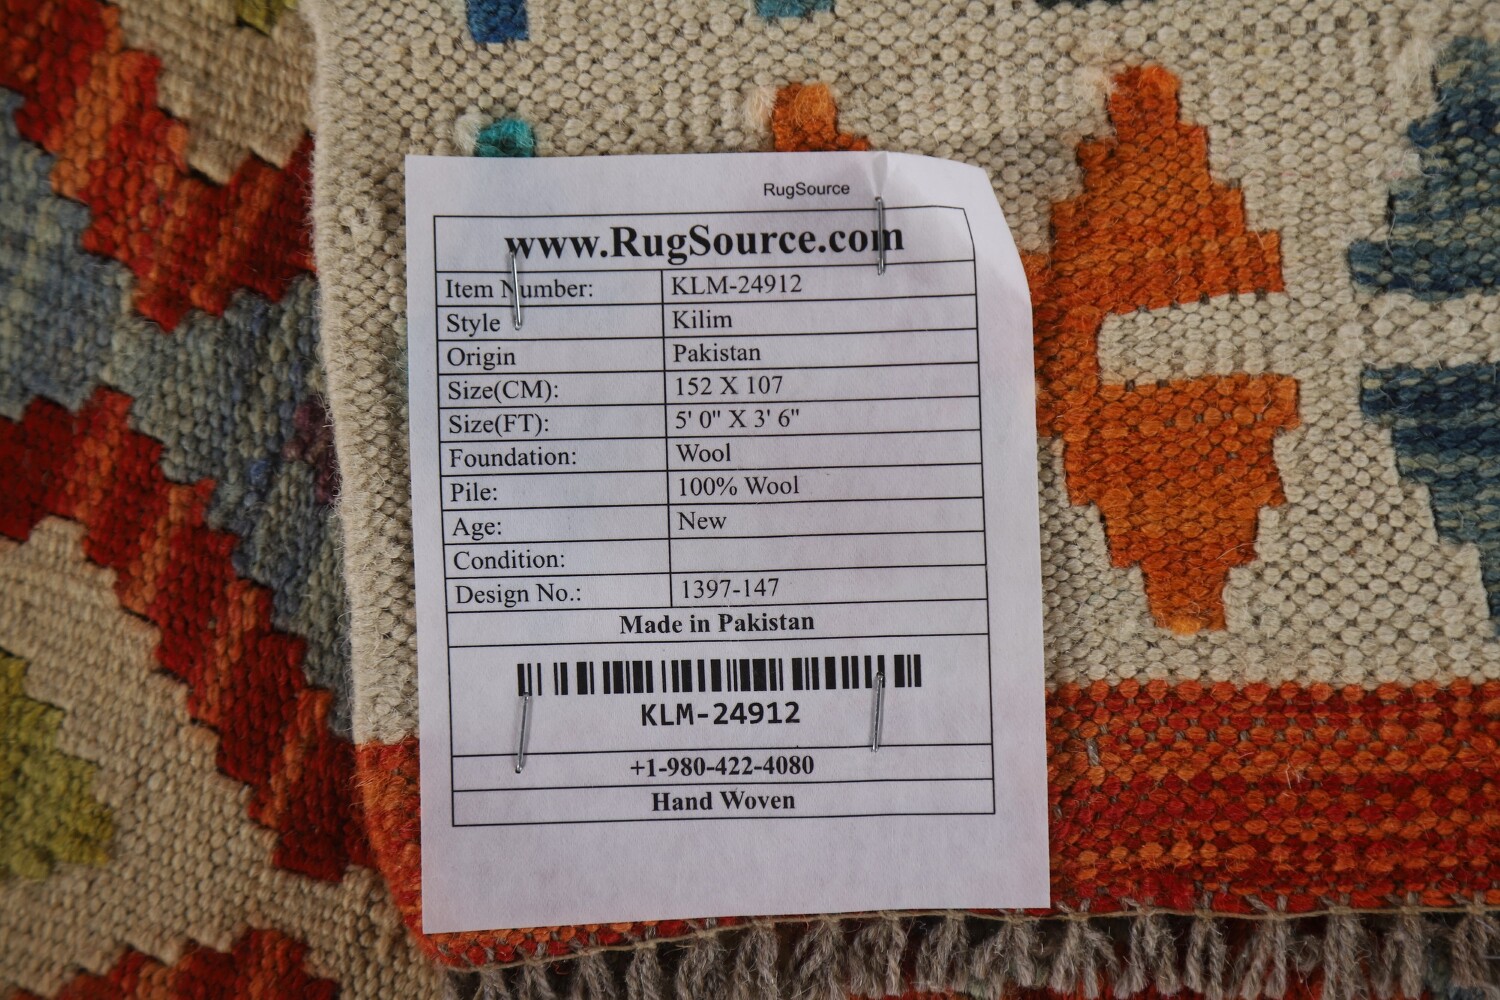 RugSource
www.RugSource.com
Item Number: KLM-24912
Style Kilim
Origin Pakistan
Size(CM): 152 X 107
Size(FT): 5' 0" X 3' 6"
Foundation: Wool
Pile: 100% Wool
Age: New
Condition:
Design No.: 1397-147
Made in Pakistan
KLM-24912
+1-980-422-4080
Hand Woven